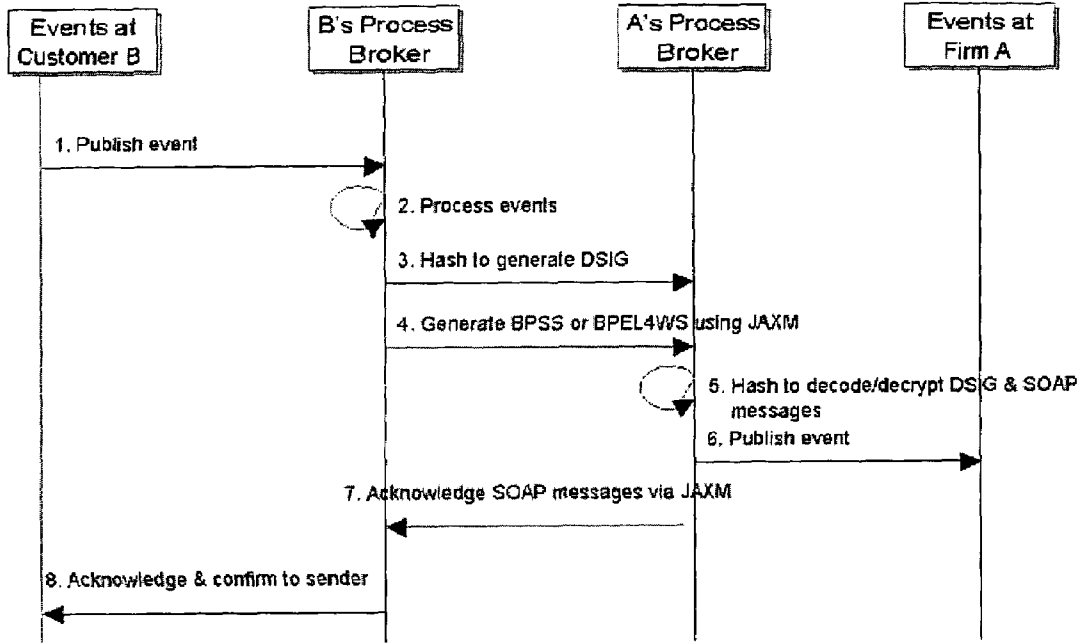 Events at
Customer B
B's Process
Broker
A's Process
Broker
Events at
Firm A
1. Publish event
2. Process events
3. Hash to generate DSIG
4. Generate BPSS or BPEL4WS using JAXM
5. Hash to decode/decrypt DSIG & SOAP
messages
6. Publish event
7. Acknowledge SOAP messages via JAXM
8. Acknowledge & confirm to sender